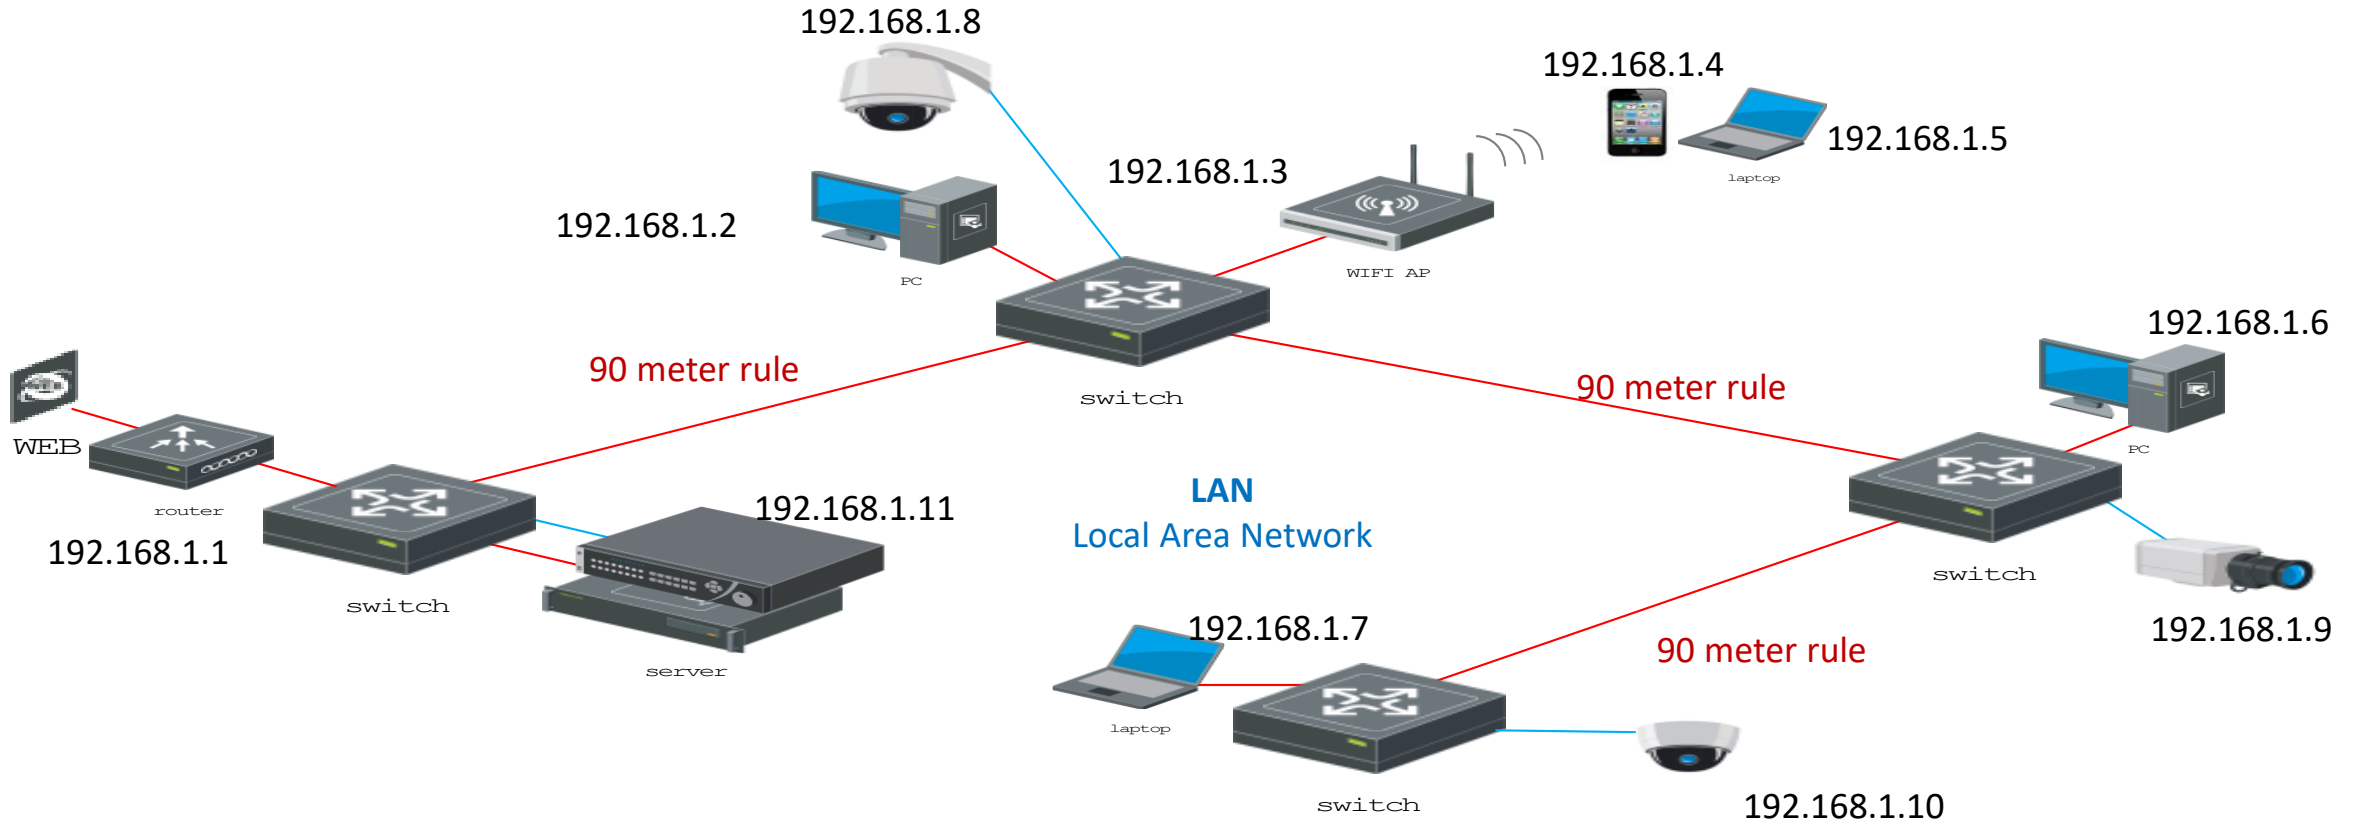 192.168.1.8
192.168.1.4
192.168.1.5
laptop
192.168.1.3
192.168.1.2
WIFI AP
PC
192.168.1.6
90 meter rule
switch
90 meter rule
WEB
PC
router
192.168.1.1
192.168.1.11
LAN
Local Area Network
switch
switch
server
192.168.1.7
192.168.1.9
90 meter rule
laptop
switch
192.168.1.10